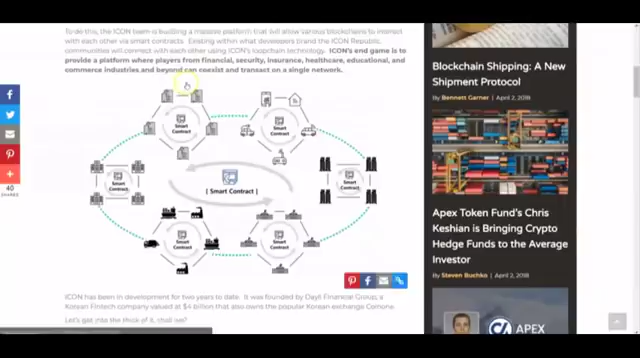 To do this, the ICON team is building a massive platform that will allow various blockchains to interact
with each other via smart contracts. Existing within what developers brand the ICON Republic,
communities will connect with each other using ICON's loopchain technology. ICON's end game is to
provide a platform where players from financial, security, insurance, healthcare, educational, and
commerce industries and beyond can coexist and transact on a single network.
Smart
Contract
Smart
Contract
Smart
Contract
[ Smart Contract ]
Smart
Contract
Smart
Contract
Smart
Contract
40
SHARES
ICON has been in development for two years to date. It was founded by Dayli Financial Group, a
Korean Fintech company valued at $4 billion that also owns the popular Korean exchange Coinone.
Let's get into the thick of it, shall we?
Blockchain Shipping: A New
Shipment Protocol
By Bennett Garner | April 2, 2018
Apex Token Fund's Chris
Keshian is Bringing Crypto
Hedge Funds to the Average
Investor
By Steven Buchko | April 2, 2018
APEX